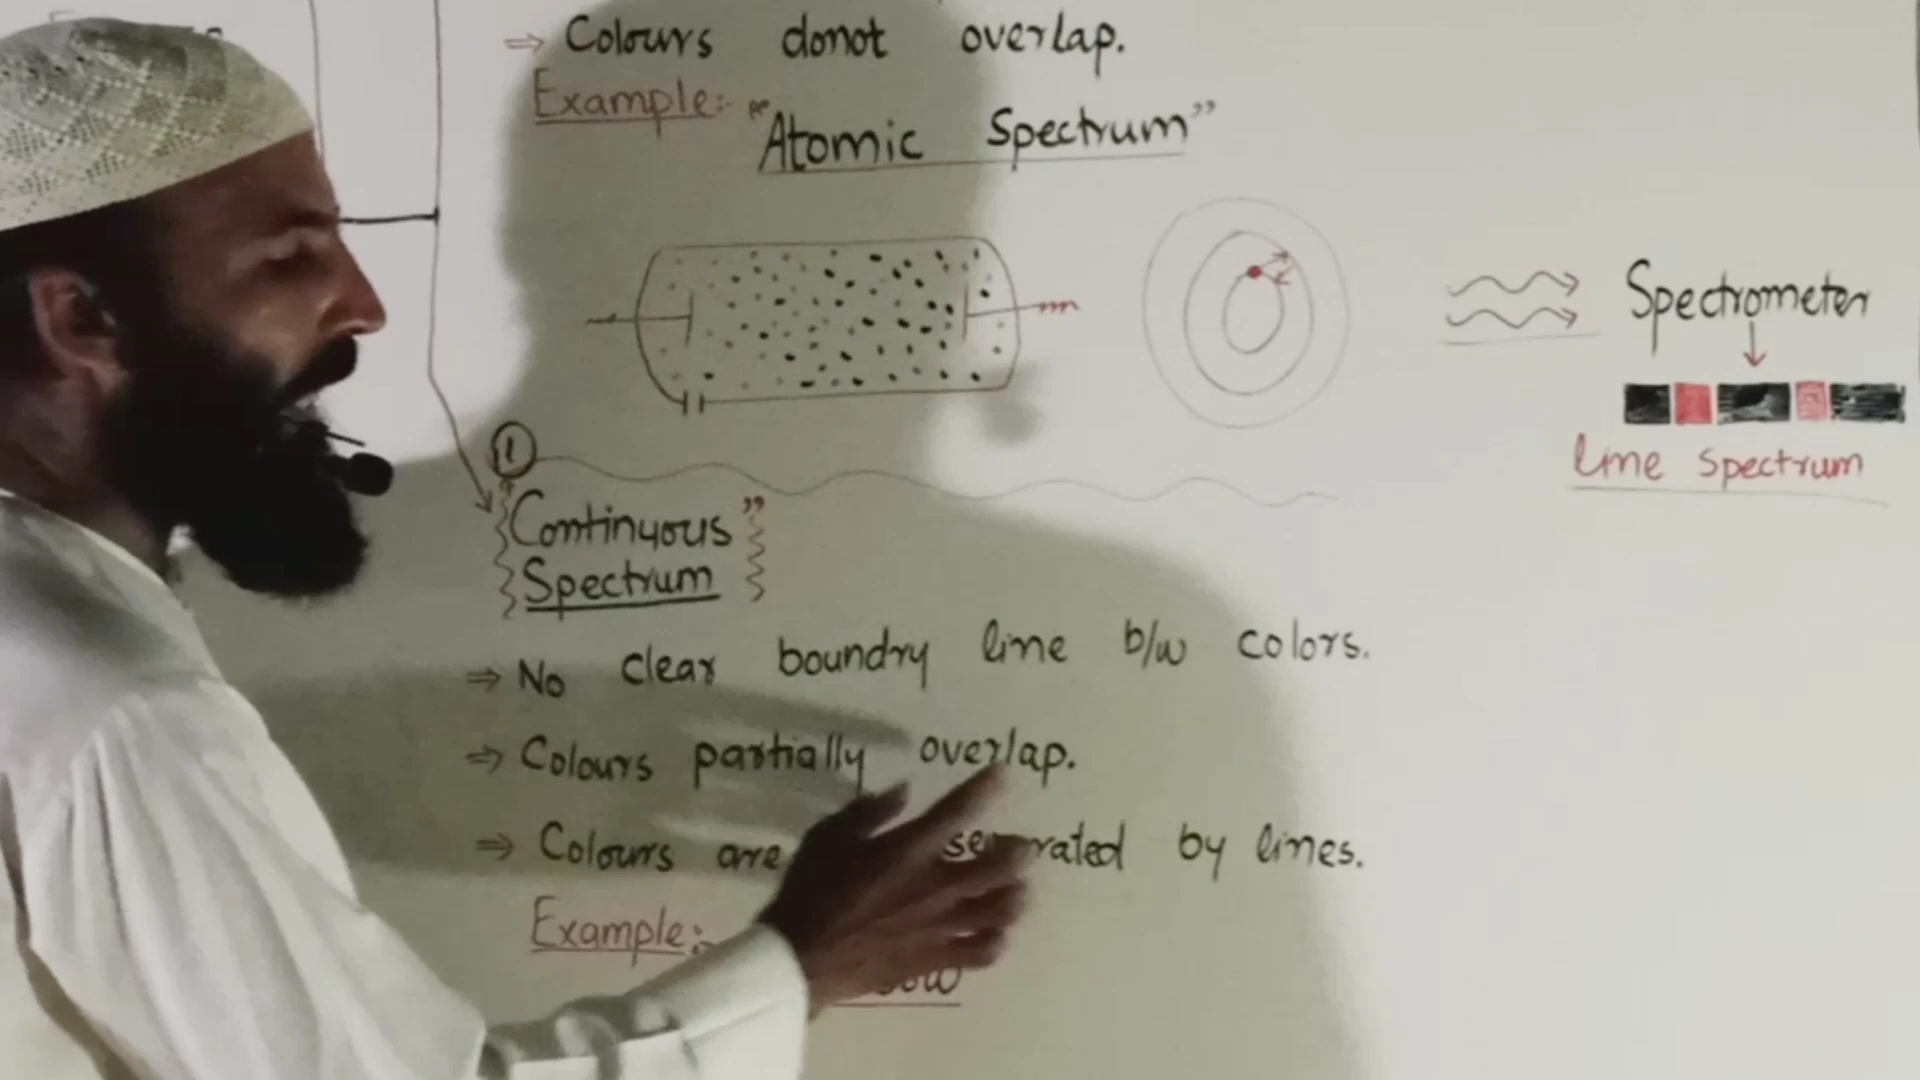 ⇒ Colours donot overlap.
Example:-
"Atomic Spectrum"
Spectrometer
line spectrum
①
"Continuous"
Spectrum
⇒ No clear boundry line b/w colors.
⇒ Colours partially overlap.
⇒ Colours are by lines.
Example:-